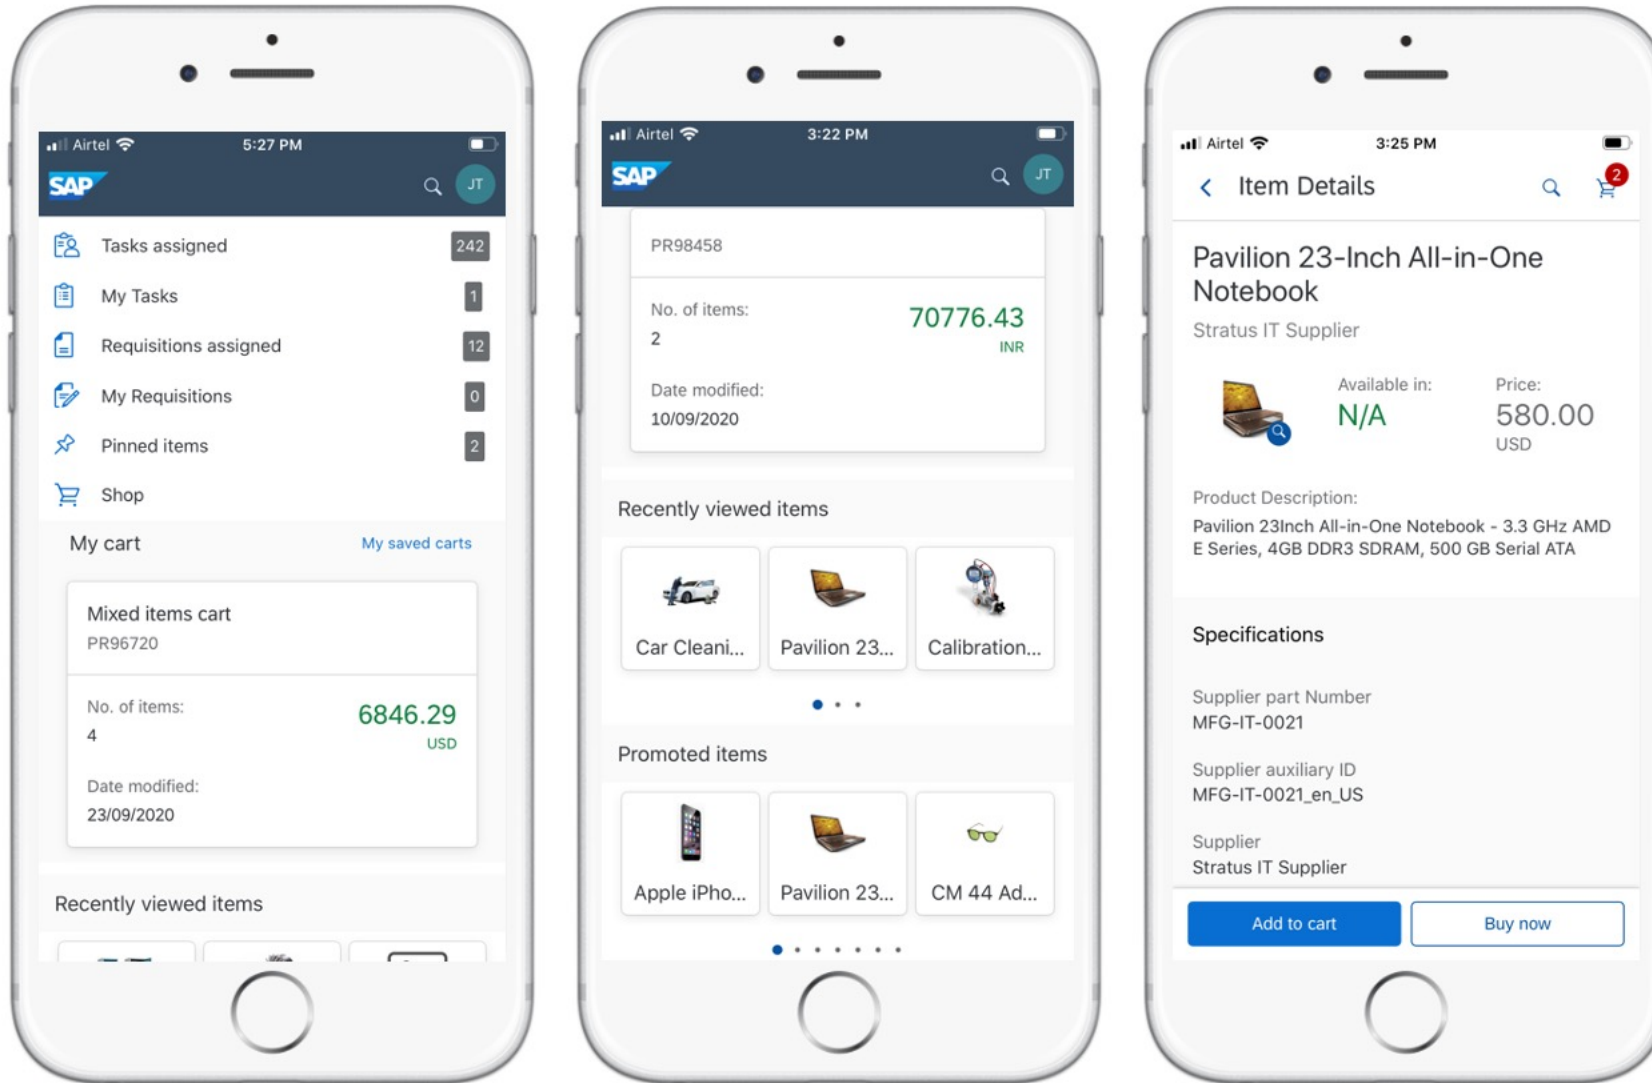 Airtel 5:27 PM
SAP JT
Tasks assigned 242
My Tasks 1
Requisitions assigned 12
My Requisitions 0
Pinned items 2
Shop
My cart My saved carts
Mixed items cart
PR96720
No. of items:
4
6846.29
USD
Date modified:
23/09/2020
Recently viewed items
Airtel 3:22 PM
SAP JT
PR98458
No. of items:
2
70776.43
INR
Date modified:
10/09/2020
Recently viewed items
Car Cleani... Pavilion 23... Calibration...
Promoted items
Apple iPho... Pavilion 23... CM 44 Ad...
Airtel 3:25 PM
Item Details 2
Pavilion 23-Inch All-in-One
Notebook
Stratus IT Supplier
Available in:
N/A
Price:
580.00
USD
Product Description:
Pavilion 23Inch All-in-One Notebook - 3.3 GHz AMD
E Series, 4GB DDR3 SDRAM, 500 GB Serial ATA
Specifications
Supplier part Number
MFG-IT-0021
Supplier auxiliary ID
MFG-IT-0021_en_US
Supplier
Stratus IT Supplier
Add to cart Buy now